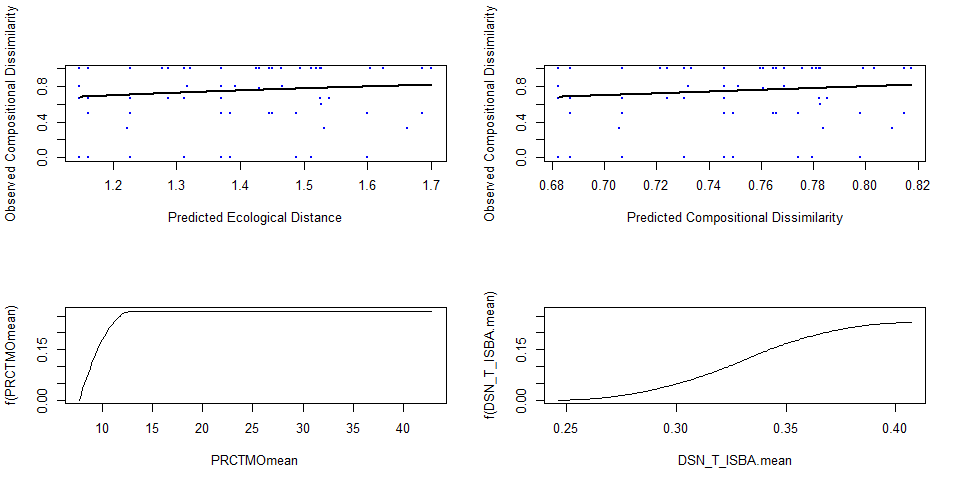 Observed Compositional Dissimilarity
0.0 0.4 0.8
1.2 1.3 1.4 1.5 1.6 1.7
Predicted Ecological Distance
Observed Compositional Dissimilarity
0.0 0.4 0.8
0.68 0.70 0.72 0.74 0.76 0.78 0.80 0.82
Predicted Compositional Dissimilarity
f(PRCTMOmean)
0.00 0.15
10 15 20 25 30 35 40
PRCTMOmean
f(DSN_T_ISBA.mean)
0.00 0.15
0.25 0.30 0.35 0.40
DSN_T_ISBA.mean